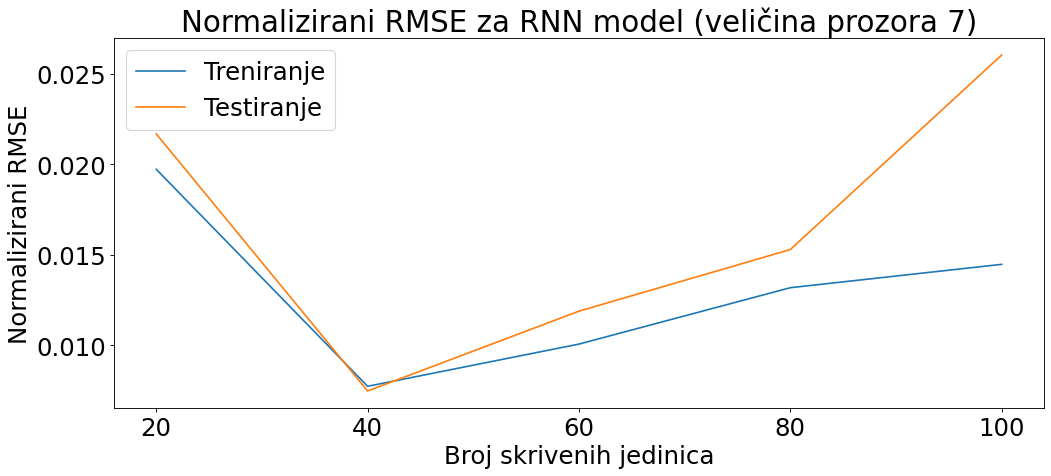 Normalizirani RMSE za RNN model (veličina prozora 7)
Treniranje
Testiranje
Normalizirani RMSE
0.025
0.020
0.015
0.010
20 40 60 80 100
Broj skrivenih jedinica